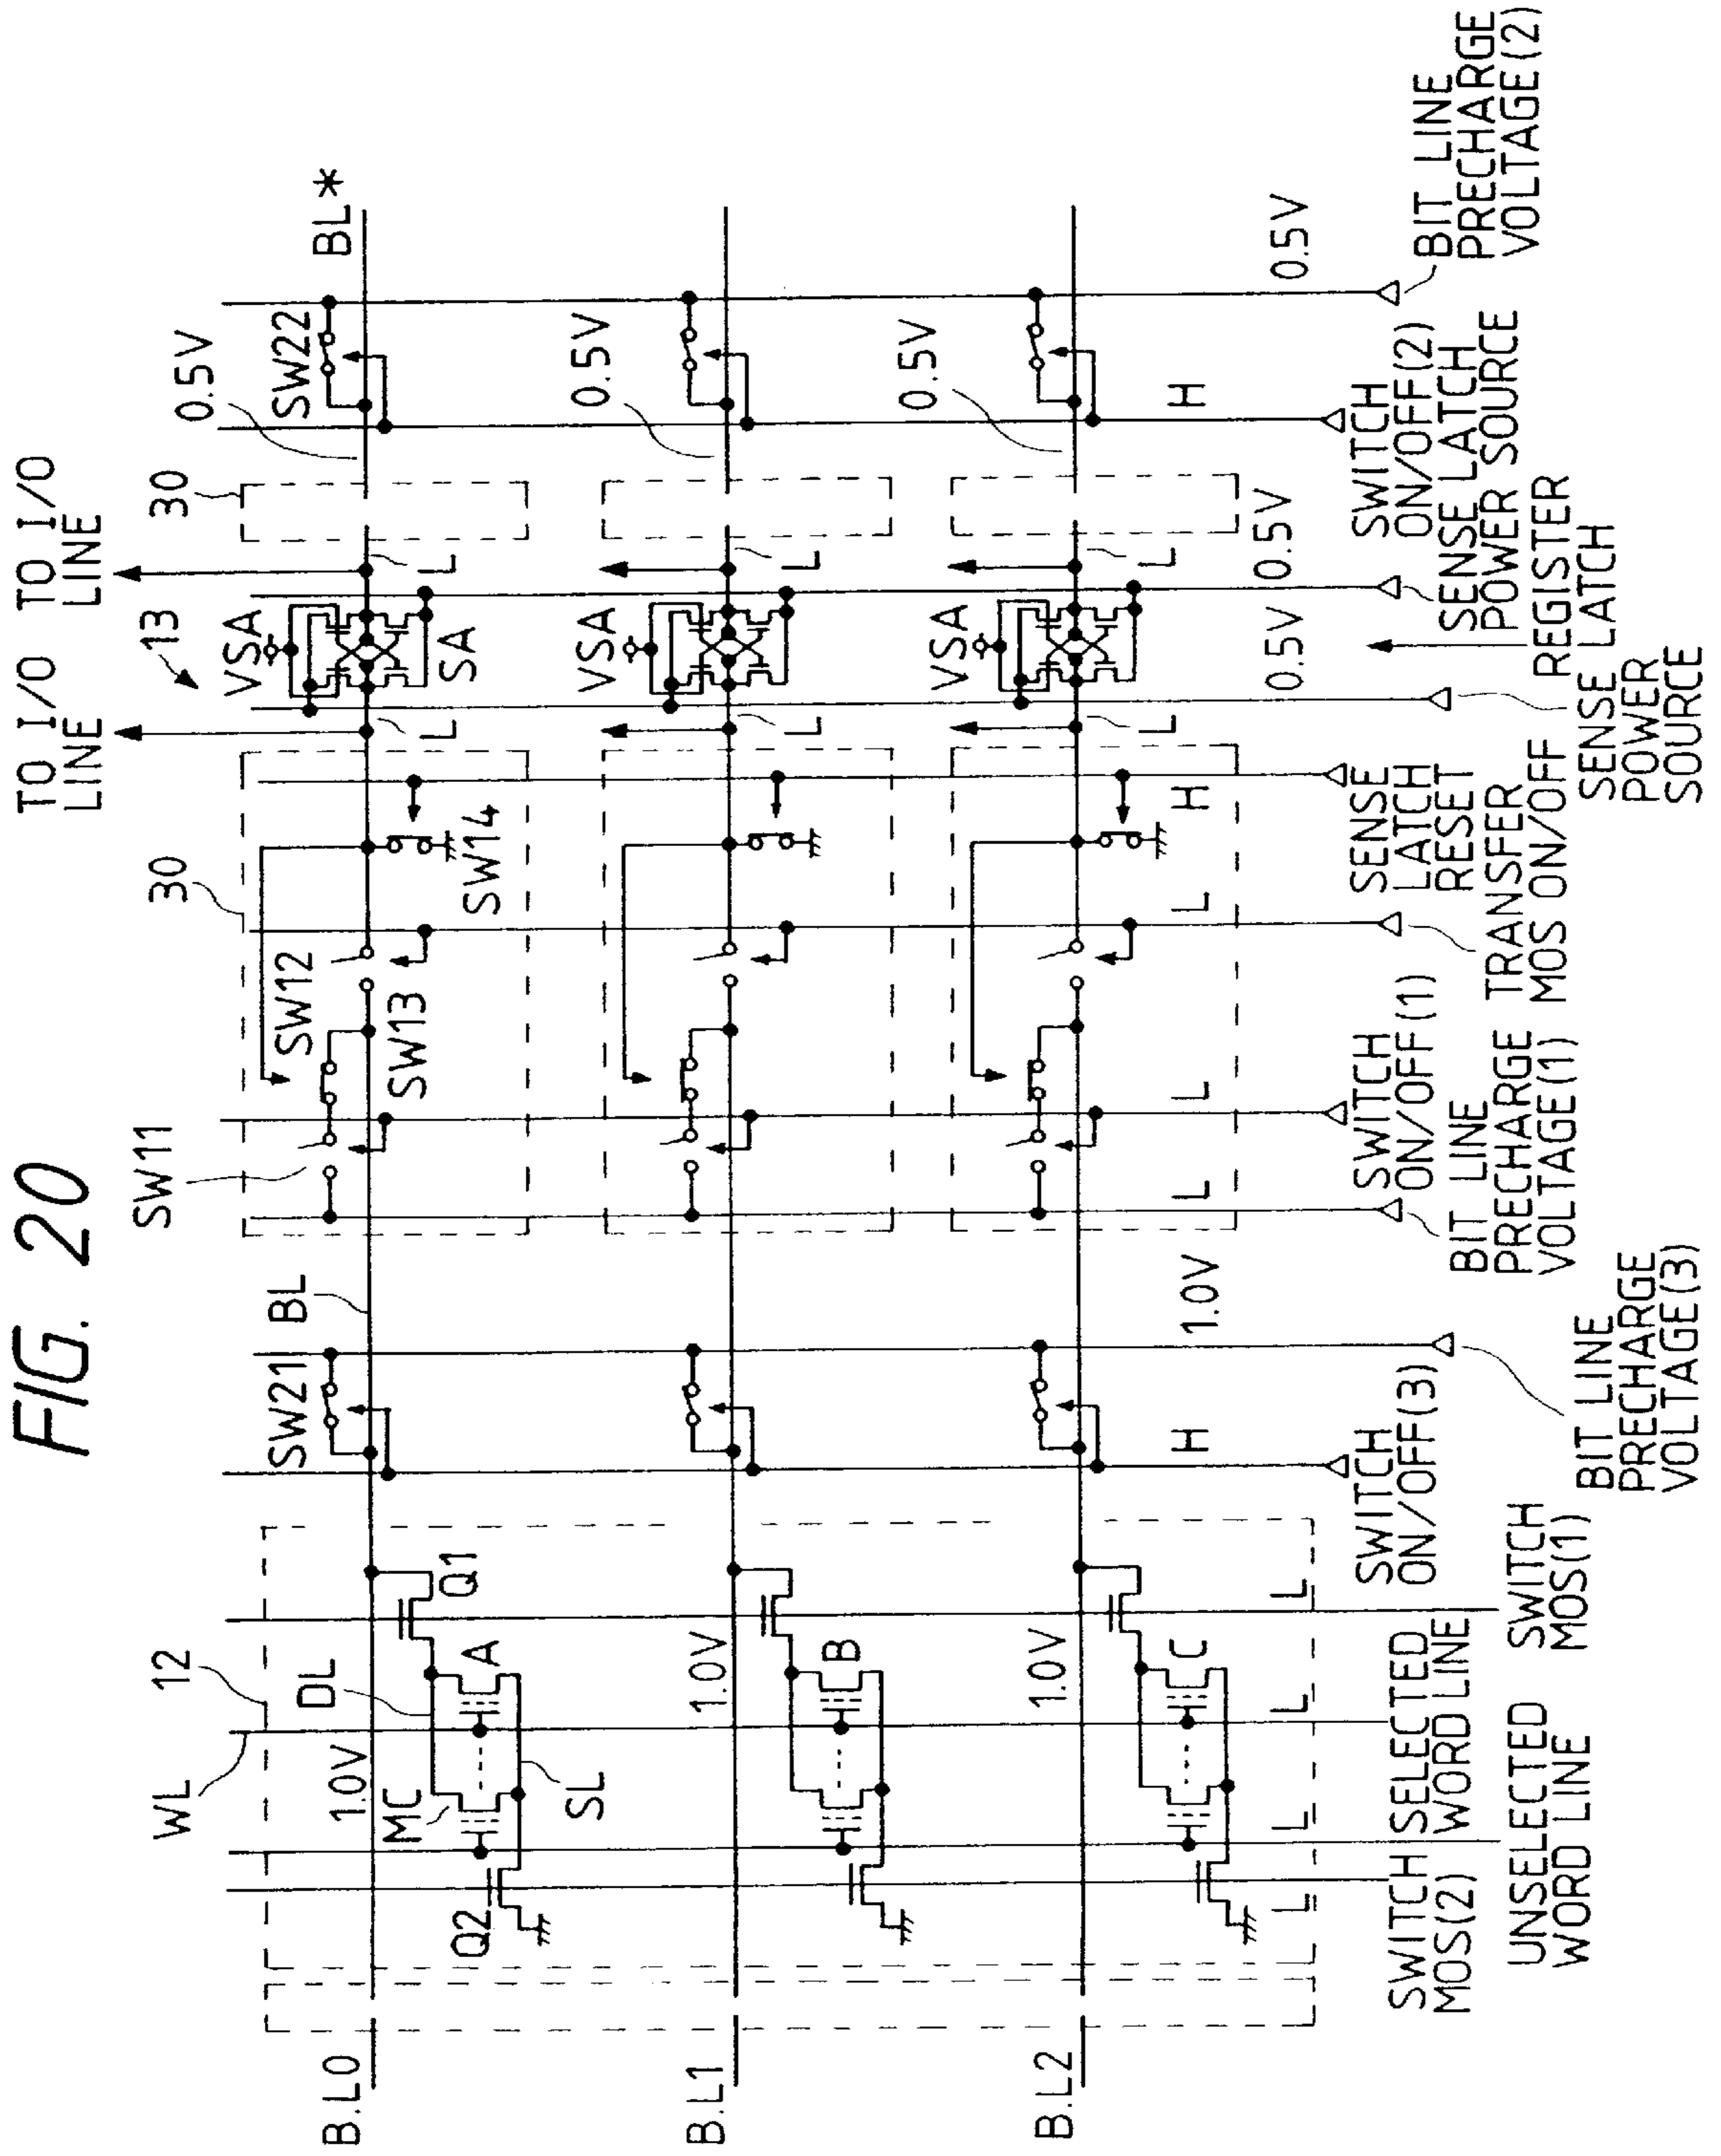 FIG. 20
TO I/O
LINE
TO I/O
LINE
13
30
30
SW11
12
WL
B.L0
1.0V
DL
MC
A
SL
Q1
Q2
SW21
BL
SW12
SW13
SW14
L
VSA
SA
L
0.5V
SW22
BL*
B.L1
1.0V
B
L
VSA
L
0.5V
B.L2
1.0V
C
L
VSA
L
0.5V
L
L
L
L
H
1.0V
L
L
L
H
0.5V
0.5V
H
0.5V
SWITCH
MOS(2)
UNSELECTED
WORD LINE
SELECTED
WORD LINE
SWITCH
MOS(1)
SWITCH
ON/OFF(3)
BIT LINE
PRECHARGE
VOLTAGE(3)
BIT LINE
PRECHARGE
VOLTAGE(1)
SWITCH
ON/OFF(1)
TRANSFER
MOS ON/OFF
SENSE
LATCH
RESET
SENSE LATCH
POWER
SOURCE
REGISTER
SENSE LATCH
POWER SOURCE
SWITCH
ON/OFF(2)
BIT LINE
PRECHARGE
VOLTAGE(2)